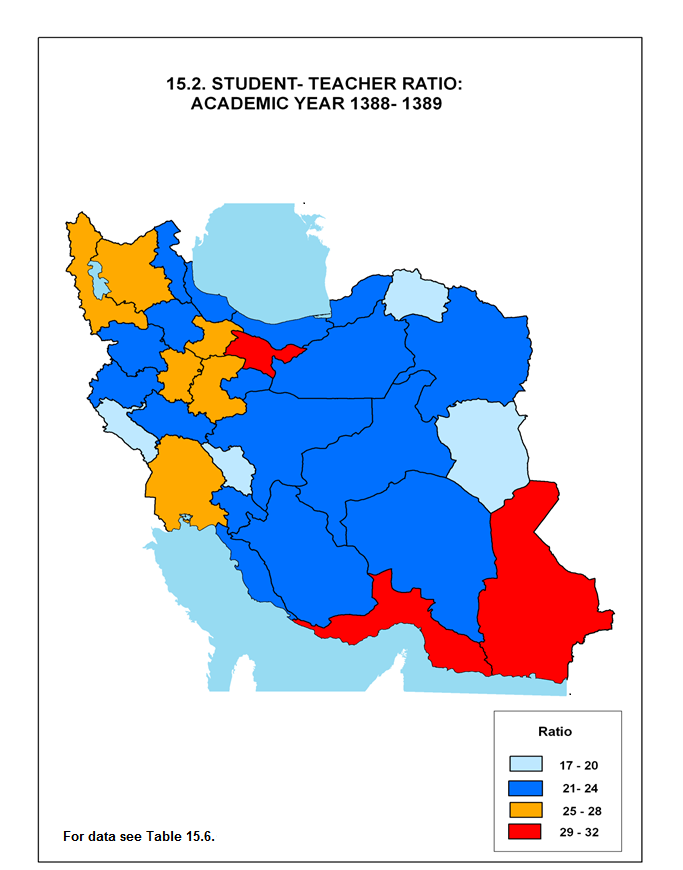 15.2. STUDENT- TEACHER RATIO:
ACADEMIC YEAR 1388- 1389
Ratio
17 - 20
21- 24
25 - 28
29 - 32
For data see Table 15.6.